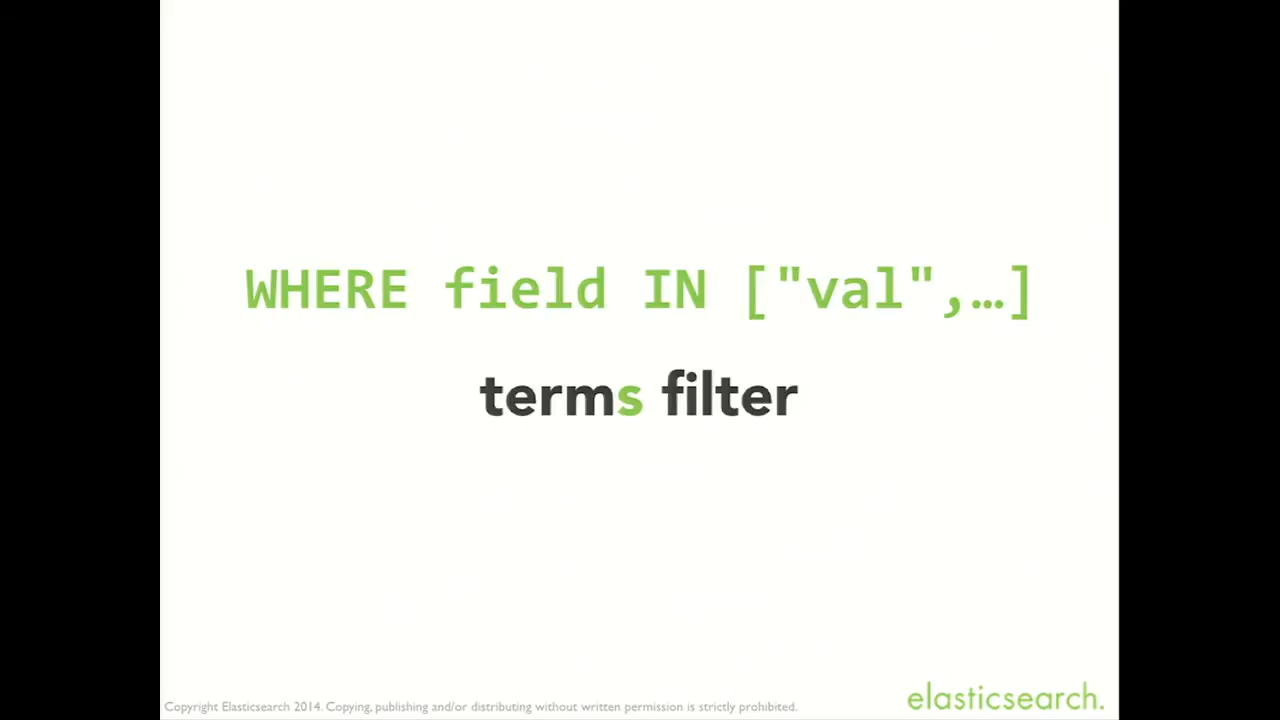 WHERE field IN ["val",…]
terms filter
Copyright Elasticsearch 2014. Copying, publishing and/or distributing without written permission is strictly prohibited.
elasticsearch.